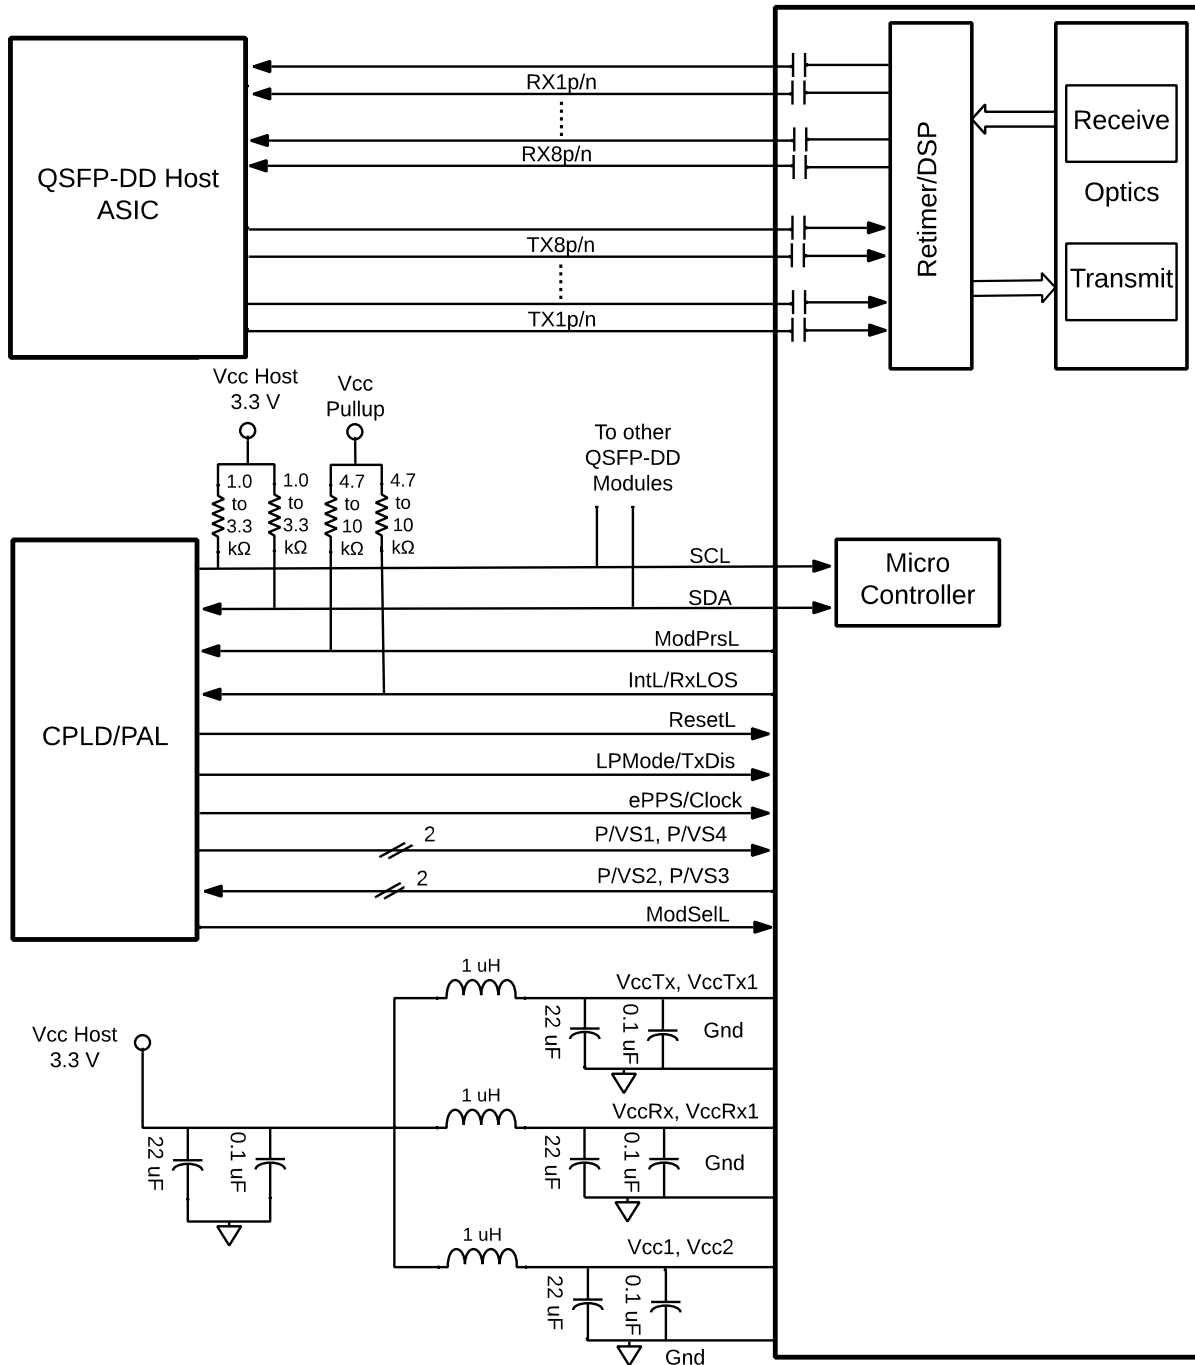 RX1p/n
RX8p/n
TX8p/n
TX1p/n
QSFP-DD Host
ASIC
Retimer/DSP
Receive
Optics
Transmit
Vcc Host
3.3 V
Vcc
Pullup
1.0
to
3.3
kΩ
1.0
to
3.3
kΩ
4.7
to
10
kΩ
4.7
to
10
kΩ
To other
QSFP-DD
Modules
SCL
SDA
ModPrsL
IntL/RxLOS
ResetL
LPMode/TxDis
ePPS/Clock
2
P/VS1, P/VS4
2
P/VS2, P/VS3
ModSelL
CPLD/PAL
Micro
Controller
Vcc Host
3.3 V
22 uF
0.1 uF
1 uH
VccTx, VccTx1
22 uF
0.1 uF
Gnd
1 uH
VccRx, VccRx1
22 uF
0.1 uF
Gnd
1 uH
Vcc1, Vcc2
22 uF
0.1 uF
Gnd